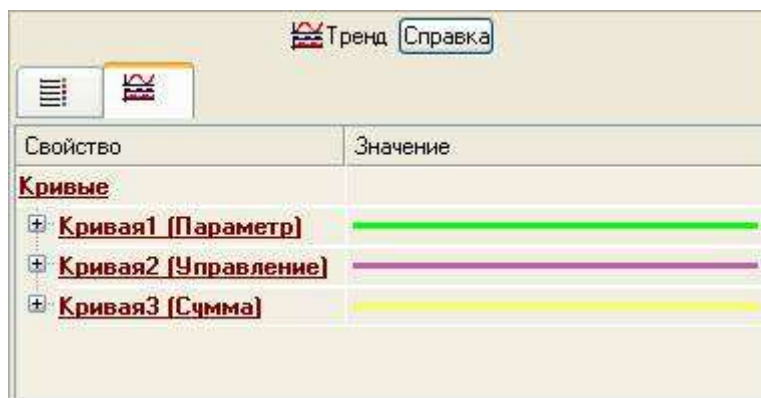 Тренд Справка
Свойство Значение
Кривые
Кривая1 (Параметр)
Кривая2 (Управление)
Кривая3 (Сумма)